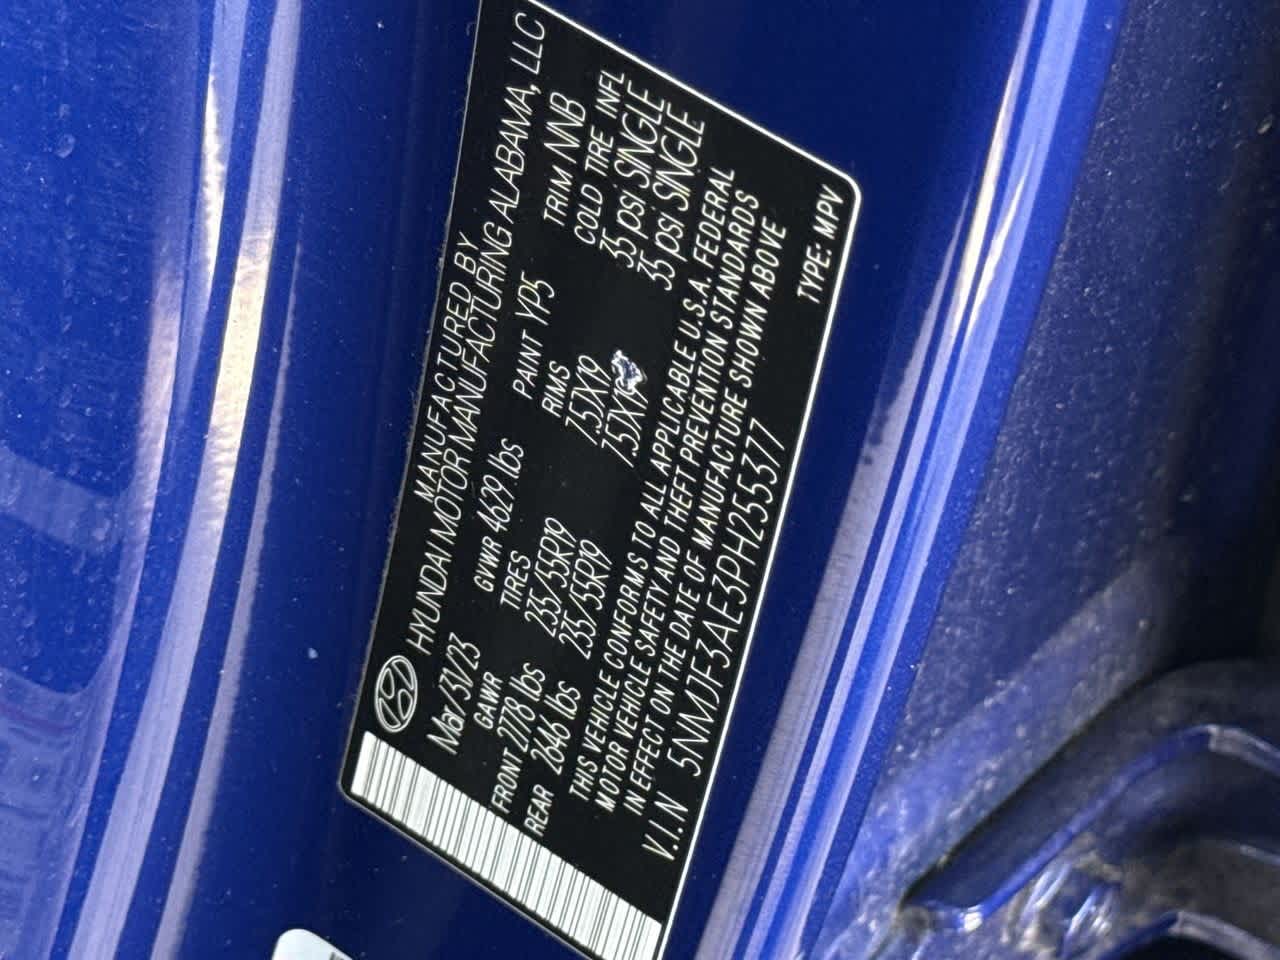 MANUFACTURED BY
HYUNDAI MOTOR MANUFACTURING ALABAMA, LLC
Mar/31/23 GVWR 4629 lbs PAINT YP5 TRIM NNB
GAWR TIRES RIMS COLD TIRE INFL
FRONT 2778 lbs 235/55R19 7.5JX19 35 psi SINGLE
REAR 2646 lbs 235/55R19 7.5JX19 35 psi SINGLE
THIS VEHICLE CONFORMS TO ALL APPLICABLE U.S.A. FEDERAL
MOTOR VEHICLE SAFETY AND THEFT PREVENTION STANDARDS
IN EFFECT ON THE DATE OF MANUFACTURE SHOWN ABOVE
V.I.N 5NMJF3AE3PH255377 TYPE: MPV